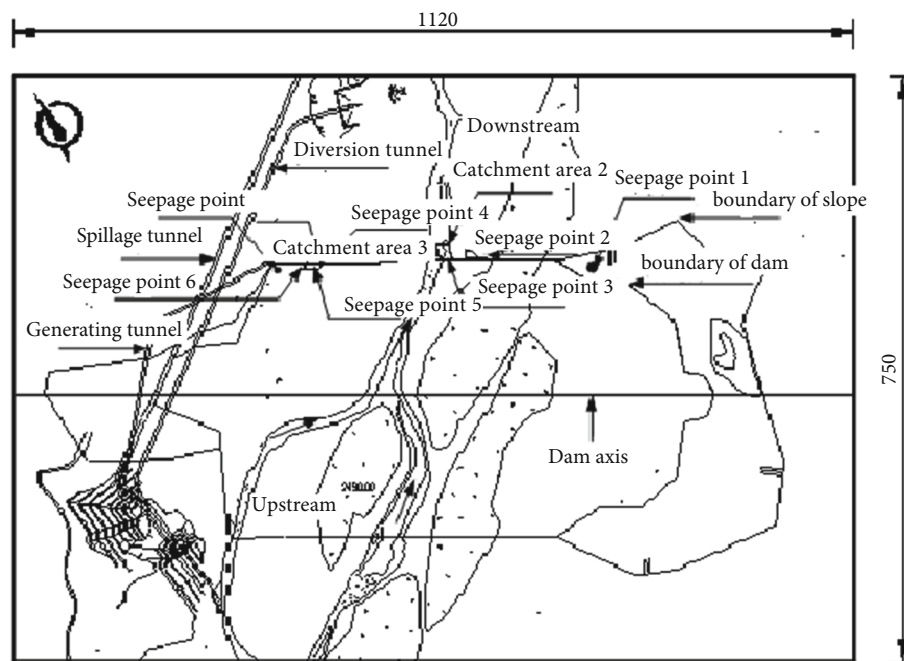 1120
Downstream
Diversion tunnel
Catchment area 2
Seepage point 1
Seepage point
Seepage point 4
boundary of slope
Spillage tunnel
Catchment area 3
Seepage point 2
boundary of dam
Seepage point 6
Seepage point 3
Seepage point 5
Generating tunnel
750
Dam axis
2490.00
Upstream